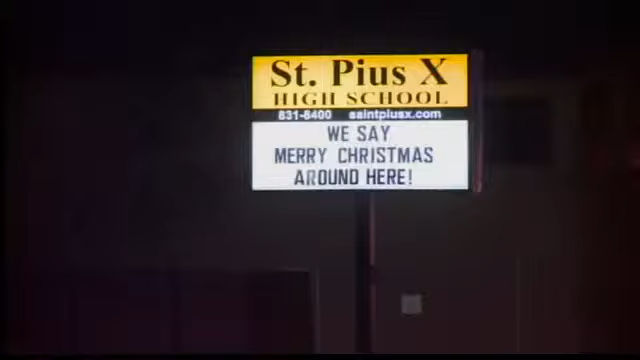 St. Pius X
HIGH SCHOOL
831-8400 saintpiusx.com
WE SAY
MERRY CHRISTMAS
AROUND HERE!